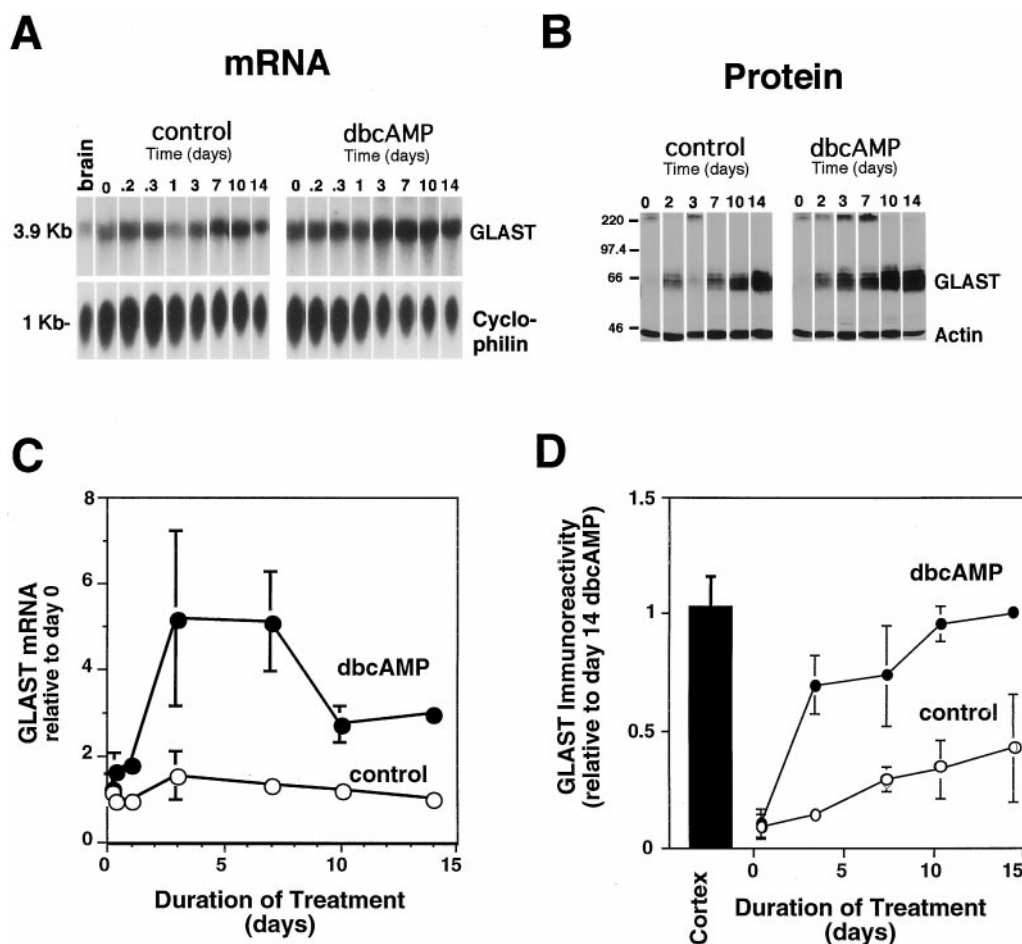 A
mRNA
control
Time (days)
dbcAMP
Time (days)
brain
0 .2 .3 1 3 7 10 14
0 .2 .3 1 3 7 10 14
3.9 Kb
GLAST
1 Kb-
Cyclo-
philin
B
Protein
control
Time (days)
dbcAMP
Time (days)
0 2 3 7 10 14
0 2 3 7 10 14
220
97.4
66
46
GLAST
Actin
C
GLAST mRNA
relative to day 0
8
6
4
2
0
dbcAMP
control
0 5 10 15
Duration of Treatment
(days)
D
GLAST Immunoreactivity
(relative to day 14 dbcAMP)
1.5
1
0.5
0
dbcAMP
control
Cortex
0 5 10 15
Duration of Treatment
(days)